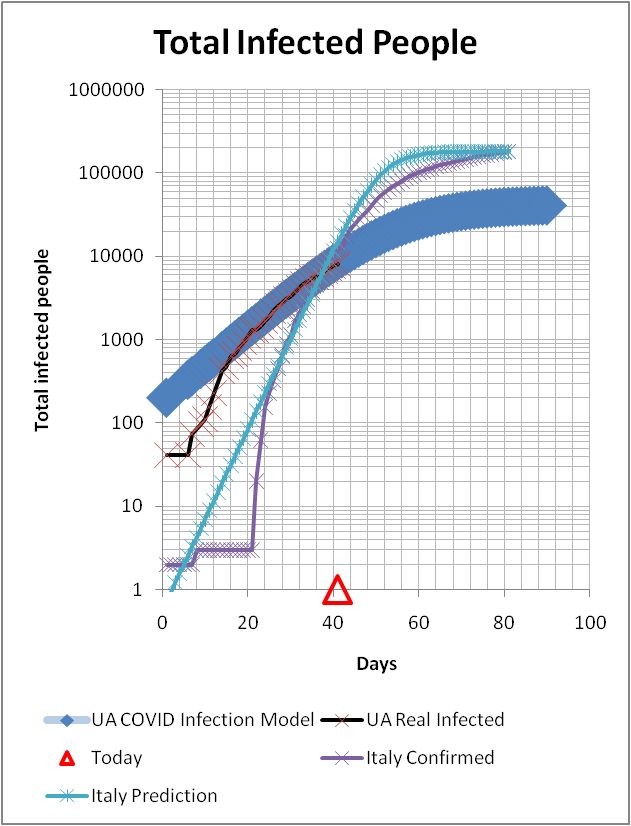 Total Infected People
1000000
100000
10000
1000
100
10
1
Total infected people
0 20 40 60 80 100
Days
UA COVID Infection Model UA Real Infected
Today Italy Confirmed
Italy Prediction